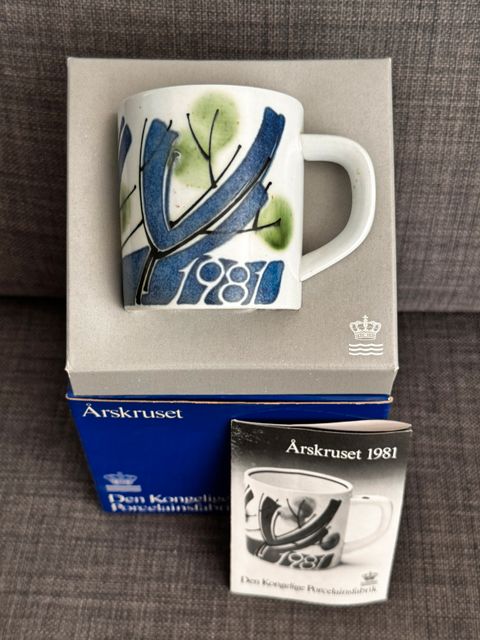 1981
Årskruset
Den Kongelige
Porcelainsfabrik
Årskruset 1981
1981
Den Kongelige Porcelainsfabrik